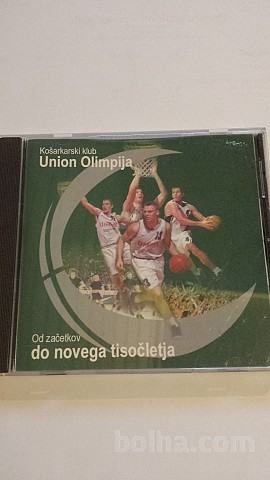 Košarkarski klub
Union Olimpija
Od začetkov
do novega tisočletja
bolha.com